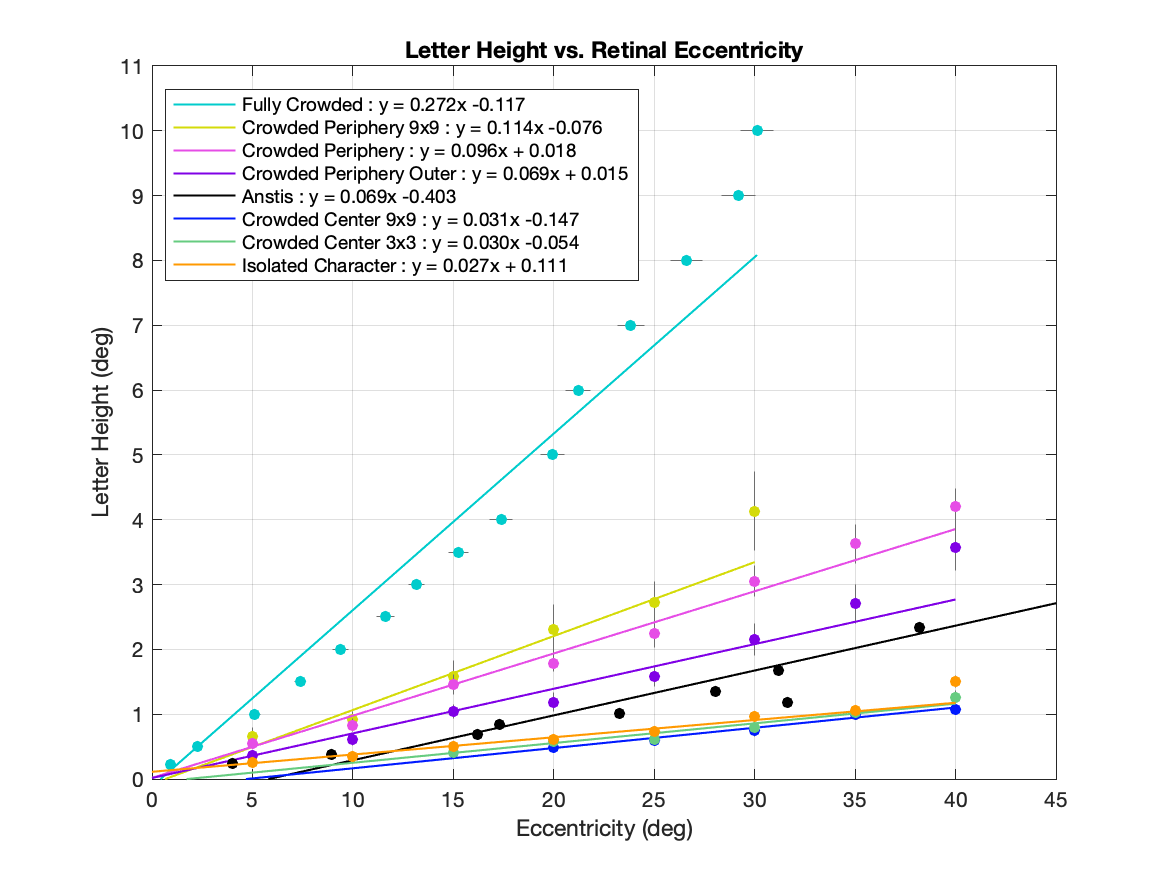 Letter Height vs. Retinal Eccentricity
11
10
9
8
7
6
5
4
3
2
1
0
Letter Height (deg)
Fully Crowded : y = 0.272x -0.117
Crowded Periphery 9x9 : y = 0.114x -0.076
Crowded Periphery : y = 0.096x + 0.018
Crowded Periphery Outer : y = 0.069x + 0.015
Anstis : y = 0.069x -0.403
Crowded Center 9x9 : y = 0.031x -0.147
Crowded Center 3x3 : y = 0.030x -0.054
Isolated Character : y = 0.027x + 0.111
0 5 10 15 20 25 30 35 40 45
Eccentricity (deg)